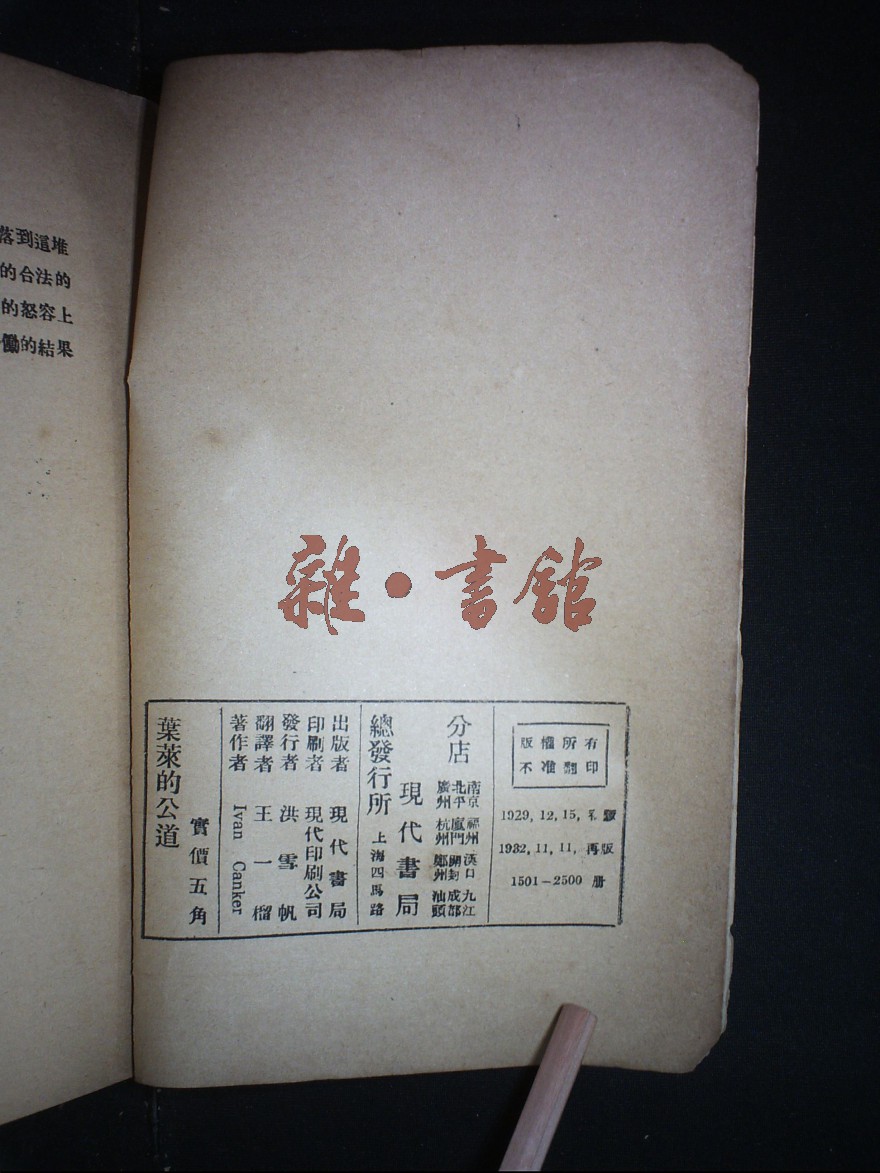 落到這堆
的合法的
的怒容上
働的結果
雜·書館
版權所有
不准翻印
1929, 12, 15, 初版
1932, 11, 11, 再版
1501－2500 册
分店
南京 福州 漢口 九江
北平 廈門 開封 成都
廣州 杭州 鄭州 汕頭
現代書局
總發行所 上海四馬路
出版者 現代書局
印刷者 現代印刷公司
發行者 洪雪帆
翻譯者 王一榴
著作者 Ivan Canker
實價五角
葉萊的公道